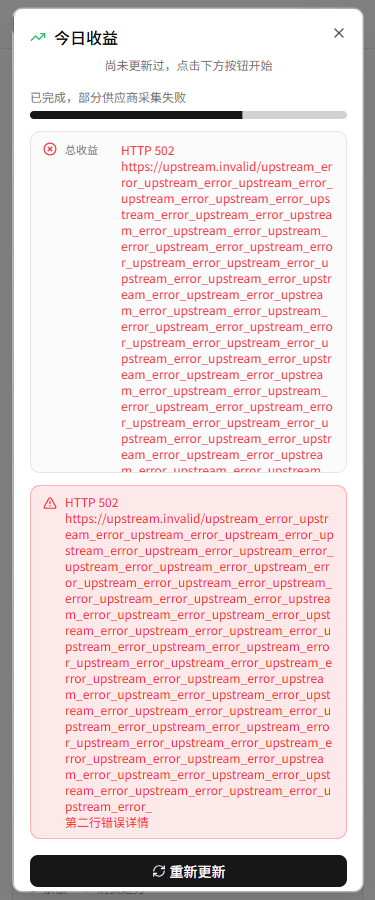 今日收益
尚未更新过，点击下方按钮开始
已完成，部分供应商采集失败
总收益
HTTP 502
https://upstream.invalid/upstream_er
ror_upstream_error_upstream_error_
upstream_error_upstream_error_ups
tream_error_upstream_error_upstrea
m_error_upstream_error_upstream_
error_upstream_error_upstream_erro
r_upstream_error_upstream_error_u
pstream_error_upstream_error_upstr
eam_error_upstream_error_upstrea
m_error_upstream_error_upstream_
error_upstream_error_upstream_erro
r_upstream_error_upstream_error_u
pstream_error_upstream_error_upstr
eam_error_upstream_error_upstrea
m_error_upstream_error_upstream_
error_upstream_error_upstream_erro
r_upstream_error_upstream_error_u
pstream_error_upstream_error_upstr
eam_error_upstream_error_upstrea
m_error_upstream_error_upstream_
HTTP 502
https://upstream.invalid/upstream_error_upstr
eam_error_upstream_error_upstream_error_up
stream_error_upstream_error_upstream_error_
upstream_error_upstream_error_upstream_err
or_upstream_error_upstream_error_upstream_
error_upstream_error_upstream_error_upstrea
m_error_upstream_error_upstream_error_upst
ream_error_upstream_error_upstream_error_u
pstream_error_upstream_error_upstream_erro
r_upstream_error_upstream_error_upstream_e
rror_upstream_error_upstream_error_upstrea
m_error_upstream_error_upstream_error_upst
ream_error_upstream_error_upstream_error_u
pstream_error_upstream_error_upstream_erro
r_upstream_error_upstream_error_upstream_e
rror_upstream_error_upstream_error_upstrea
m_error_upstream_error_upstream_error_upst
ream_error_upstream_error_upstream_error_u
pstream_error_
第二行错误详情
重新更新